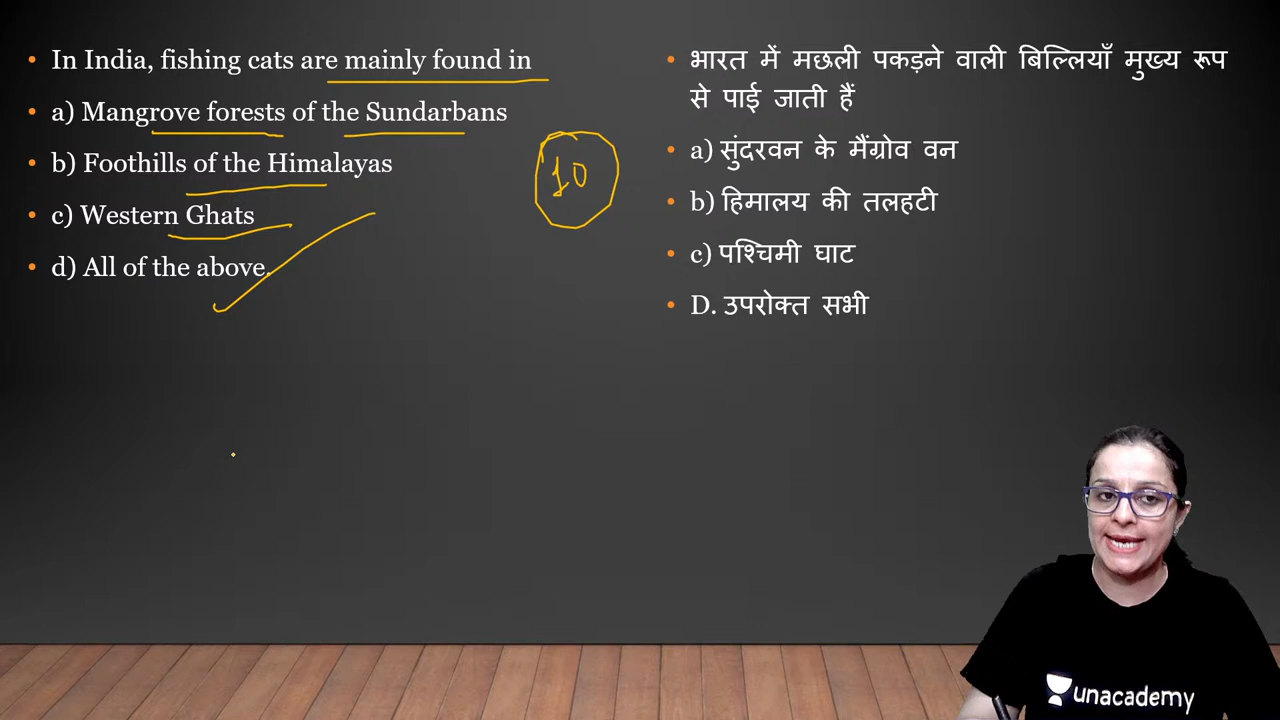 In India, fishing cats are mainly found in
a) Mangrove forests of the Sundarbans
b) Foothills of the Himalayas
c) Western Ghats
d) All of the above.
10
भारत में मछली पकड़ने वाली बिल्लियाँ मुख्य रूप
से पाई जाती हैं
a) सुंदरवन के मैंग्रोव वन
b) हिमालय की तलहटी
c) पश्चिमी घाट
D. उपरोक्त सभी
unacademy